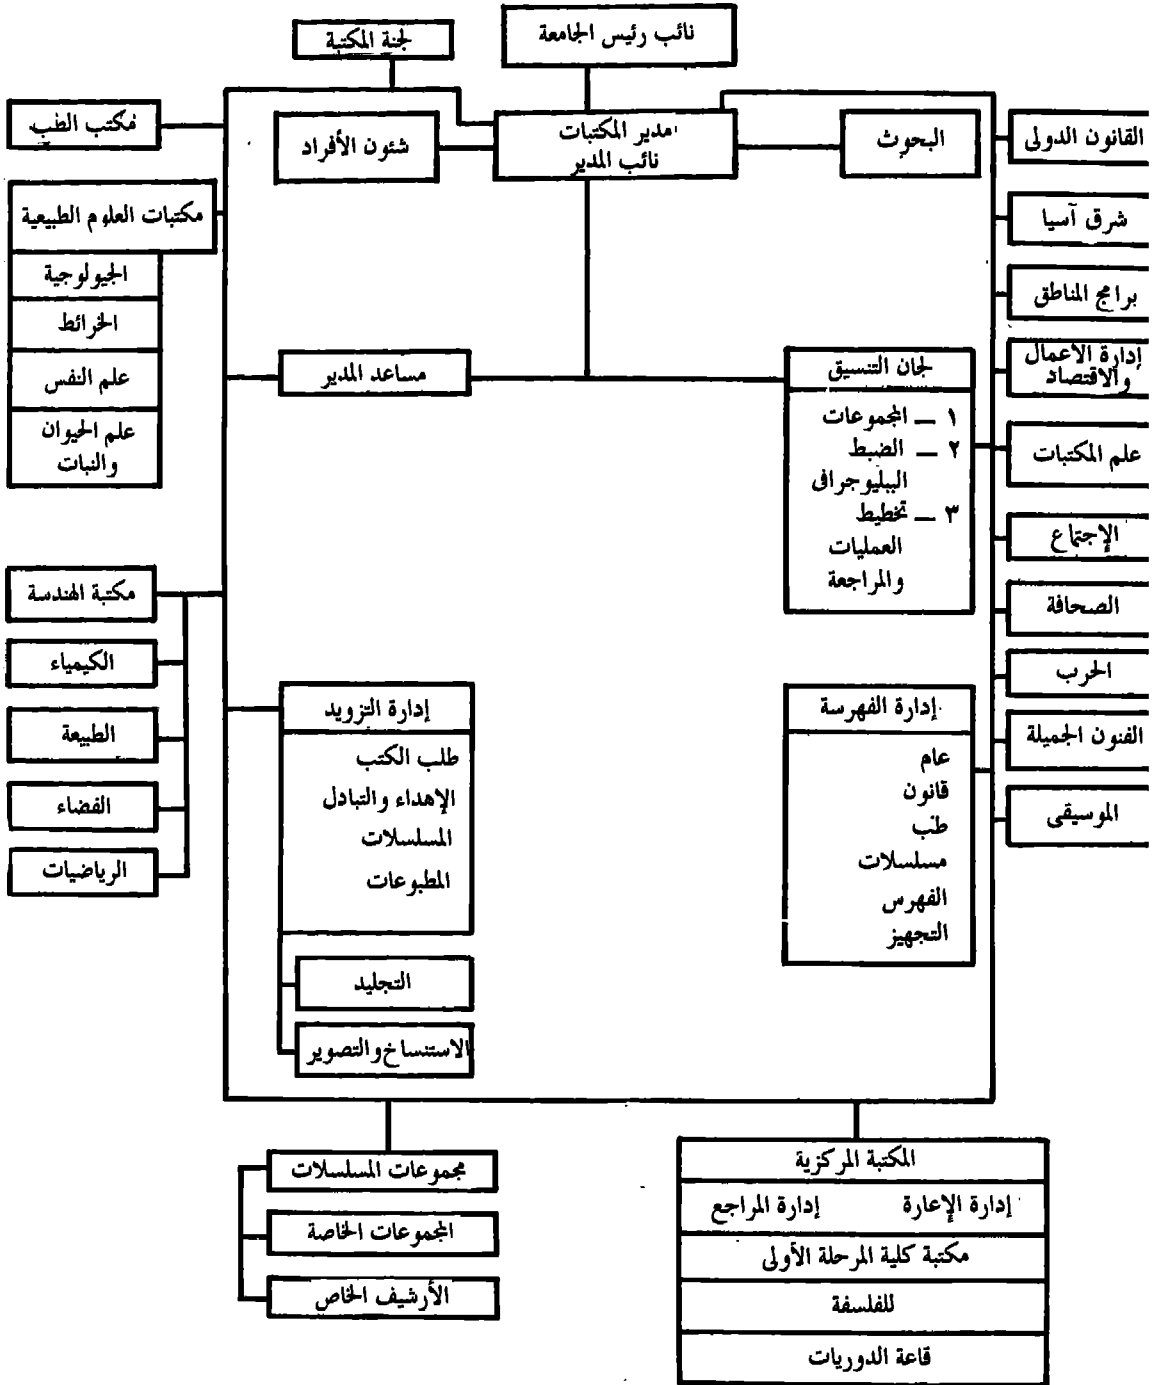 نائب رئيس الجامعة
لجنة المكتبة
مدير المكتبات
نائب المدير
البحوث
شئون الأفراد
القانون الدولى
شرق آسيا
برامج المناطق
إدارة الاعمال
والاقتصاد
علم المكتبات
الإجتماع
الصحافة
الحرب
الفنون الجميلة
الموسيقى
مكتب الطب
مكتبات العلوم الطبيعية
الجيولوجية
الخرائط
علم النفس
علم الحيوان
والنبات
مكتبة الهندسة
الكيمياء
الطبيعة
الفضاء
الرياضيات
لجان التنسيق
١ ــ المجموعات
٢ ــ الضبط
الببليوجرافى
٣ ــ تخطيط
العمليات
والمراجعة
مساعد المدير
إدارة الفهرسة
عام
قانون
طب
مسلسلات
الفهرس
التجهيز
إدارة التزويد
طلب الكتب
الإهداء والتبادل
المسلسلات
المطبوعات
التجليد
الاستنساخ والتصوير
المكتبة المركزية
إدارة الإعارة إدارة المراجع
مكتبة كلية المرحلة الأولى
للفلسفة
قاعة الدوريات
مجموعات المسلسلات
المجموعات الخاصة
الأرشيف الخاص